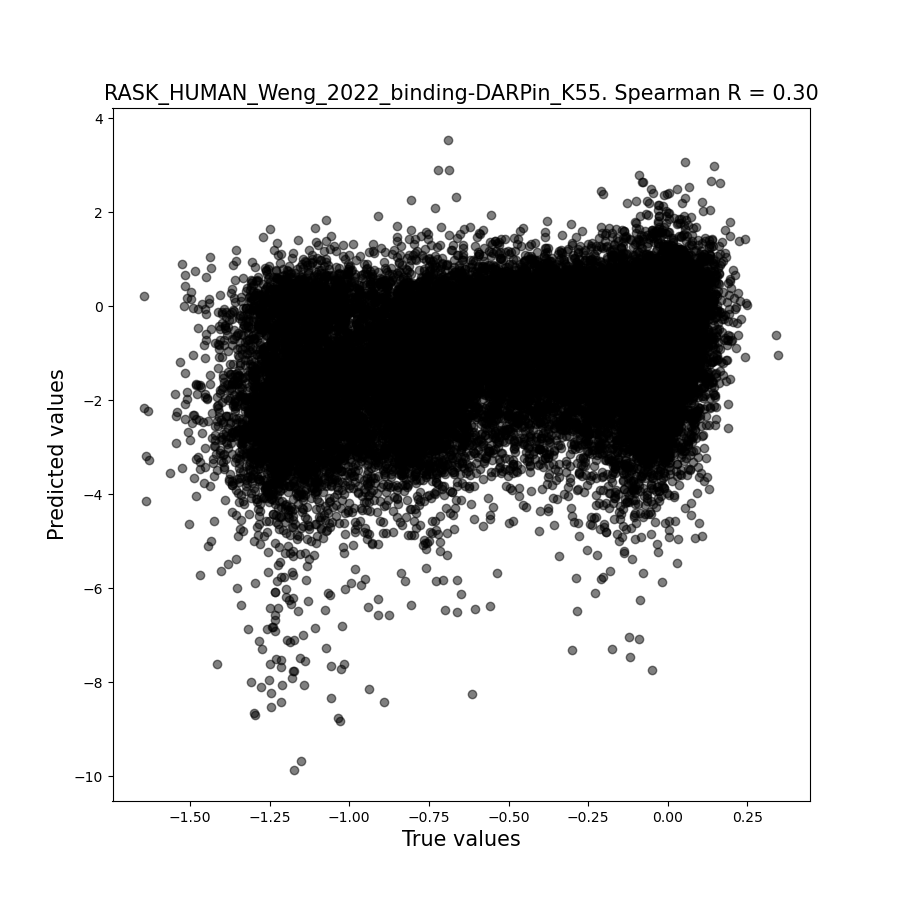 RASK_HUMAN_Weng_2022_binding-DARPin_K55. Spearman R = 0.30
4
2
0
−2
−4
−6
−8
−10
Predicted values
−1.50 −1.25 −1.00 −0.75 −0.50 −0.25 0.00 0.25
True values